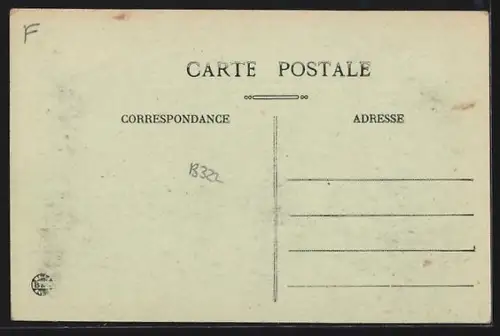 F
CARTE POSTALE
CORRESPONDANCE
ADRESSE
B322